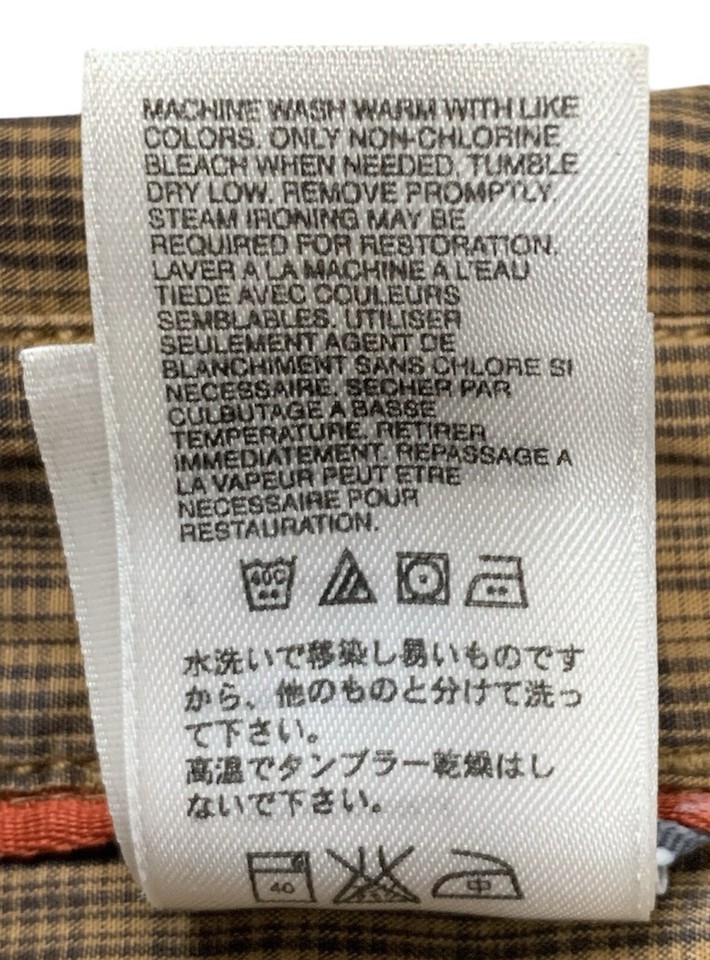 MACHINE WASH WARM WITH LIKE
COLORS. ONLY NON-CHLORINE
BLEACH WHEN NEEDED. TUMBLE
DRY LOW. REMOVE PROMPTLY.
STEAM IRONING MAY BE
REQUIRED FOR RESTORATION.
LAVER A LA MACHINE A L'EAU
TIEDE AVEC COULEURS
SEMBLABLES. UTILISER
SEULEMENT AGENT DE
BLANCHIMENT SANS CHLORE SI
NECESSAIRE. SECHER PAR
CULBUTAGE A BASSE
TEMPERATURE. RETIRER
IMMEDIATEMENT. REPASSAGE A
LA VAPEUR PEUT ETRE
NECESSAIRE POUR
RESTAURATION.
40C
水洗いで移染し易いものです
から、他のものと分けて洗っ
て下さい。
高温でタンブラー乾燥はし
ないで下さい。
40 中